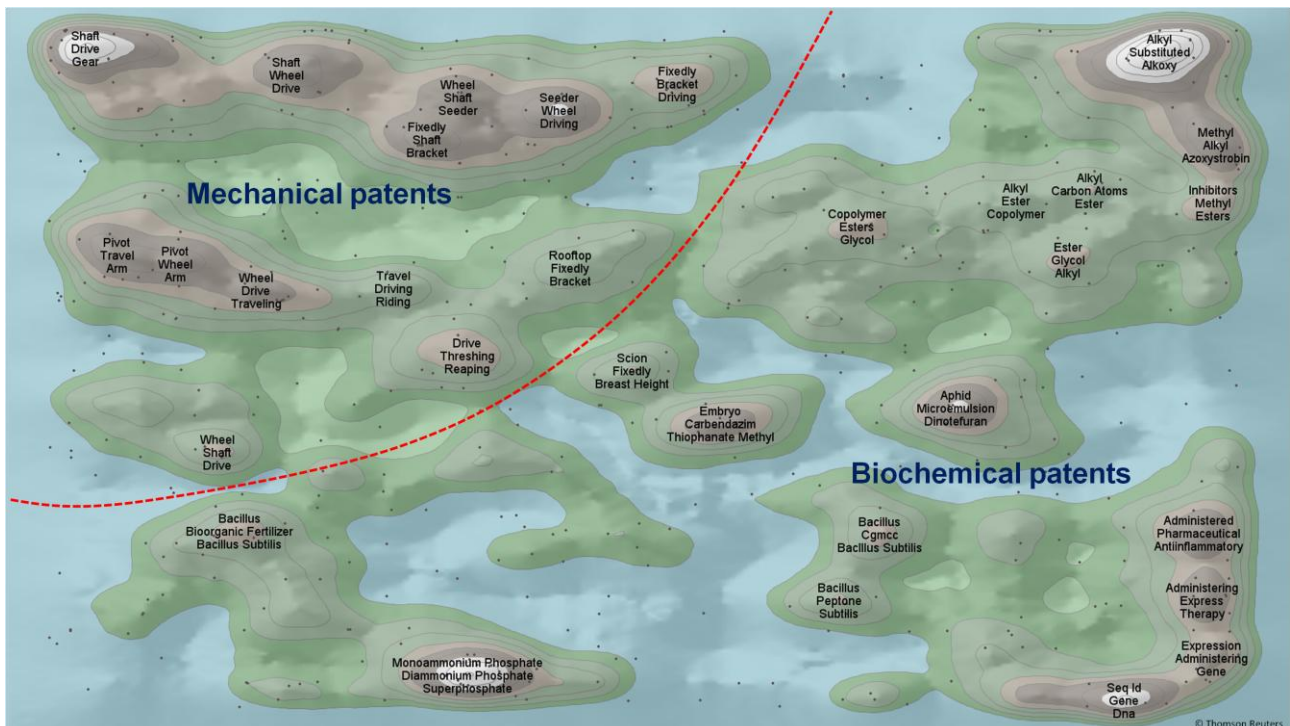 Shaft
Drive
Gear
Shaft
Wheel
Drive
Wheel
Shaft
Seeder
Fixedly
Shaft
Bracket
Seeder
Wheel
Driving
Fixedly
Bracket
Driving
Alkyl
Substituted
Alkoxy
Methyl
Alkyl
Azoxystrobin
Mechanical patents
Inhibitors
Methyl
Esters
Alkyl
Carbon Atoms
Ester
Alkyl
Ester
Copolymer
Copolymer
Esters
Glycol
Ester
Glycol
Alkyl
Pivot
Travel
Arm
Pivot
Wheel
Arm
Wheel
Drive
Traveling
Travel
Driving
Riding
Rooftop
Fixedly
Bracket
Drive
Threshing
Reaping
Scion
Fixedly
Breast Height
Embryo
Carbendazim
Thiophanate Methyl
Aphid
Microemulsion
Dinotefuran
Wheel
Shaft
Drive
Biochemical patents
Bacillus
Bioorganic Fertilizer
Bacillus Subtilis
Bacillus
Cgmcc
Bacillus Subtilis
Administered
Pharmaceutical
Antiinflammatory
Bacillus
Peptone
Subtilis
Administering
Express
Therapy
Monoammonium Phosphate
Diammonium Phosphate
Superphosphate
Expression
Administering
Gene
Seq Id
Gene
Dna
© Thomson Reuters